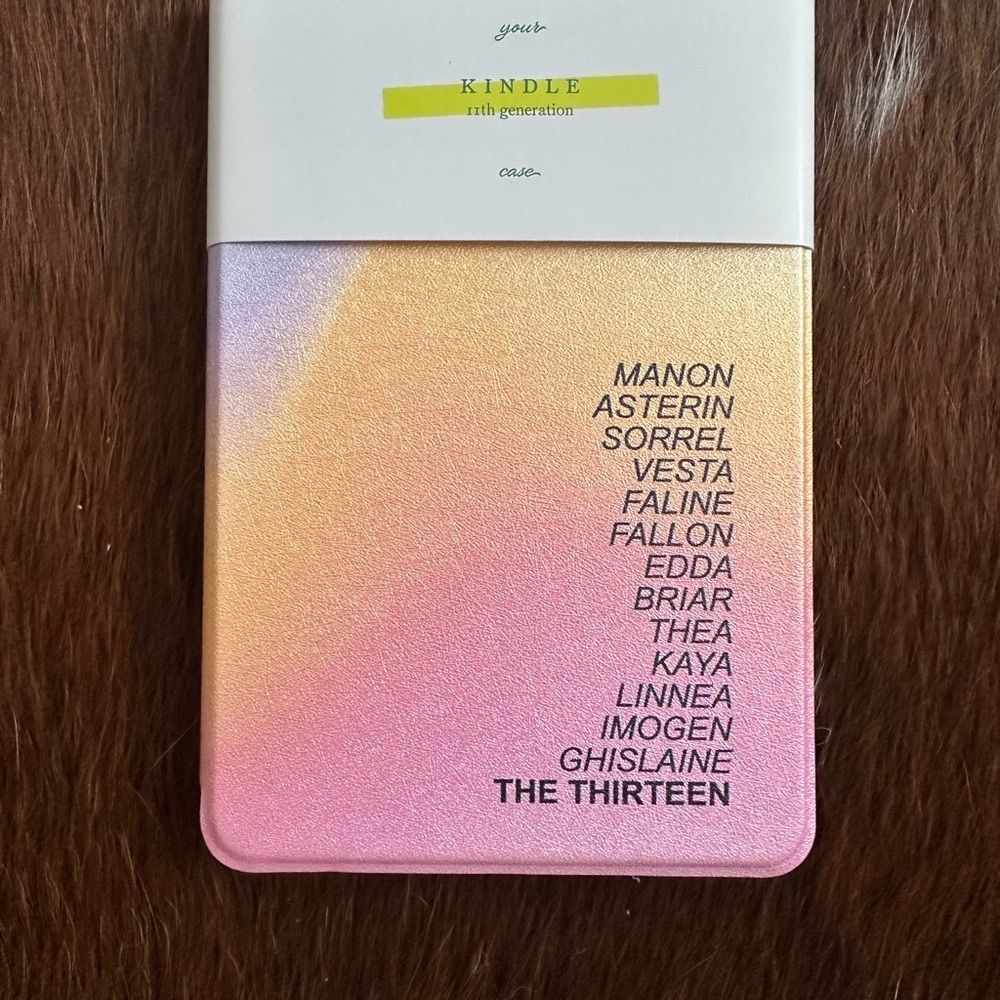 your
KINDLE
11th generation
case
MANON
ASTERIN
SORREL
VESTA
FALINE
FALLON
EDDA
BRIAR
THEA
KAYA
LINNEA
IMOGEN
GHISLAINE
THE THIRTEEN